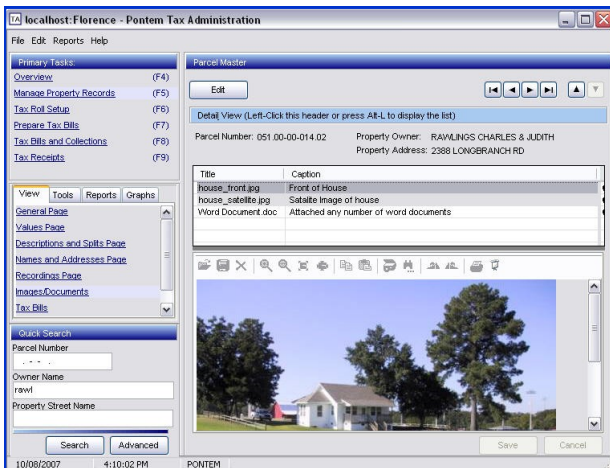 TA localhost:Florence - Pontem Tax Administration
File Edit Reports Help
Primary Tasks:
Overview (F4)
Manage Property Records (F5)
Tax Roll Setup (F6)
Prepare Tax Bills (F7)
Tax Bills and Collections (F8)
Tax Receipts (F9)
View Tools Reports Graphs
General Page
Values Page
Descriptions and Splits Page
Names and Addresses Page
Recordings Page
Images/Documents
Tax Bills
Quick Search
Parcel Number
. - . - . - .
Owner Name
rawl
Property Street Name
Search Advanced
Parcel Master
Edit
Detail View (Left-Click this header or press Alt-L to display the list)
Parcel Number: 051.00-00-014.02 Property Owner: RAWLINGS CHARLES & JUDITH
Property Address: 2388 LONGBRANCH RD
Title Caption
house_front.jpg Front of House
house_satellite.jpg Satalite Image of house
Word Document.doc Attached any number of word documents
Save Cancel
10/08/2007 4:10:02 PM PONTEM